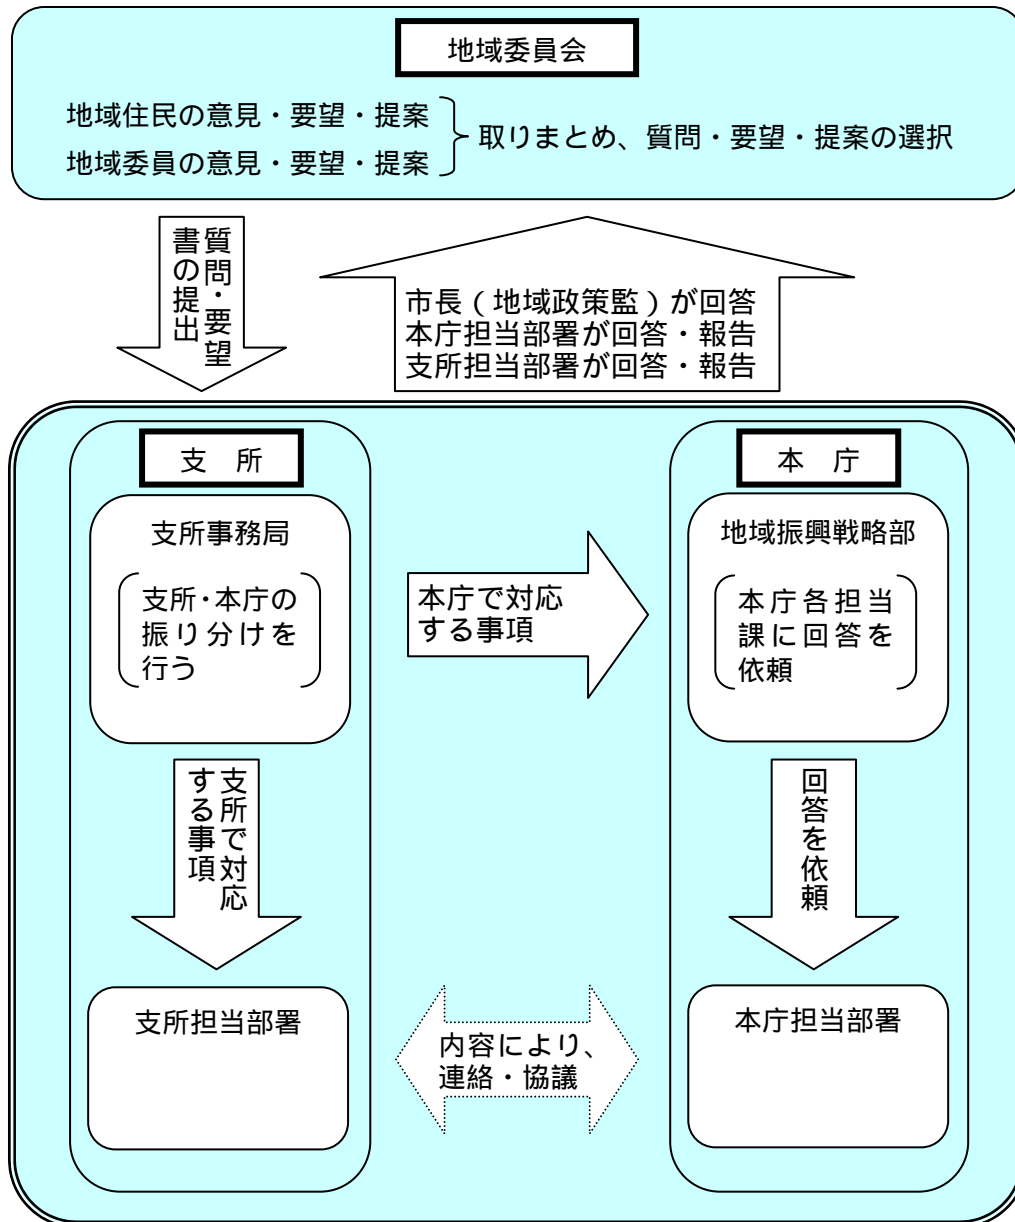 地域委員会
地域住民の意見・要望・提案
地域委員の意見・要望・提案
取りまとめ、質問・要望・提案の選択
質問・要望
書の提出
市長（地域政策監）が回答
本庁担当部署が回答・報告
支所担当部署が回答・報告
支　所
本　庁
支所事務局
支所・本庁の
振り分けを
行う
本庁で対応
する事項
地域振興戦略部
本庁各担当
課に回答を
依頼
支所で対応
する事項
回答を依頼
支所担当部署
内容により、
連絡・協議
本庁担当部署